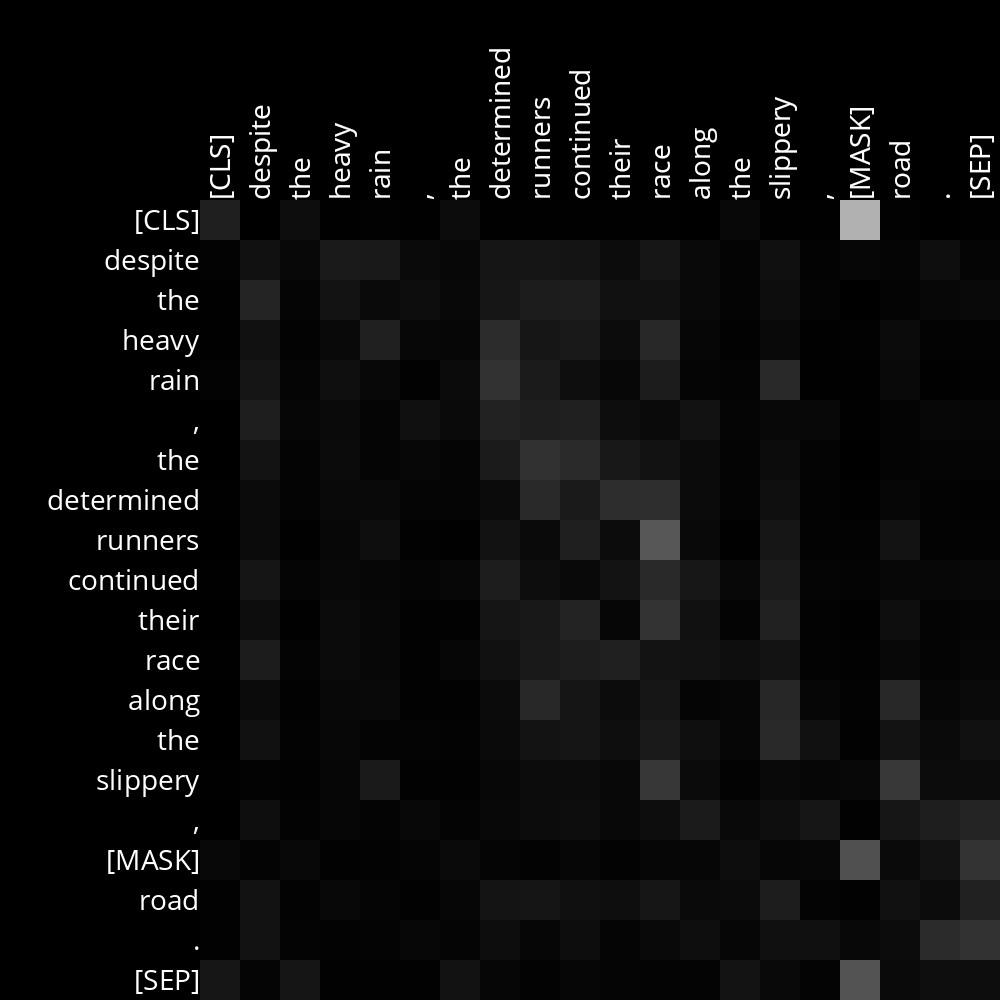 [CLS] despite the heavy rain , the determined runners continued their race along the slippery , [MASK] road . [SEP]
[CLS]
despite
the
heavy
rain
,
the
determined
runners
continued
their
race
along
the
slippery
,
[MASK]
road
.
[SEP]